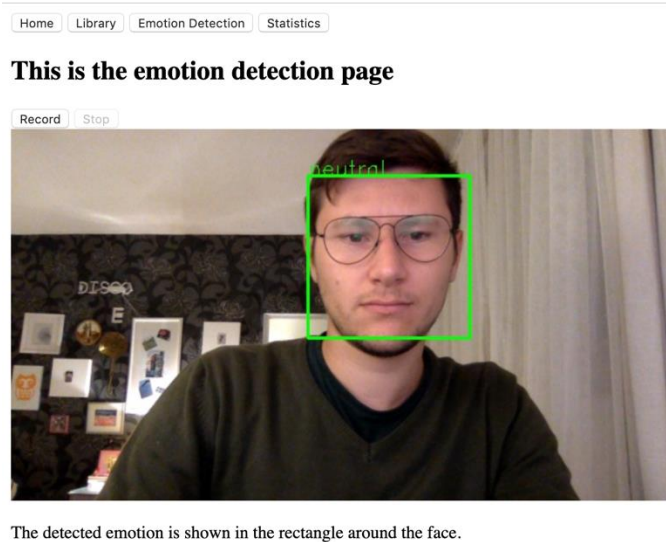 Home Library Emotion Detection Statistics
This is the emotion detection page
Record Stop
neutral
DISCO
E
The detected emotion is shown in the rectangle around the face.